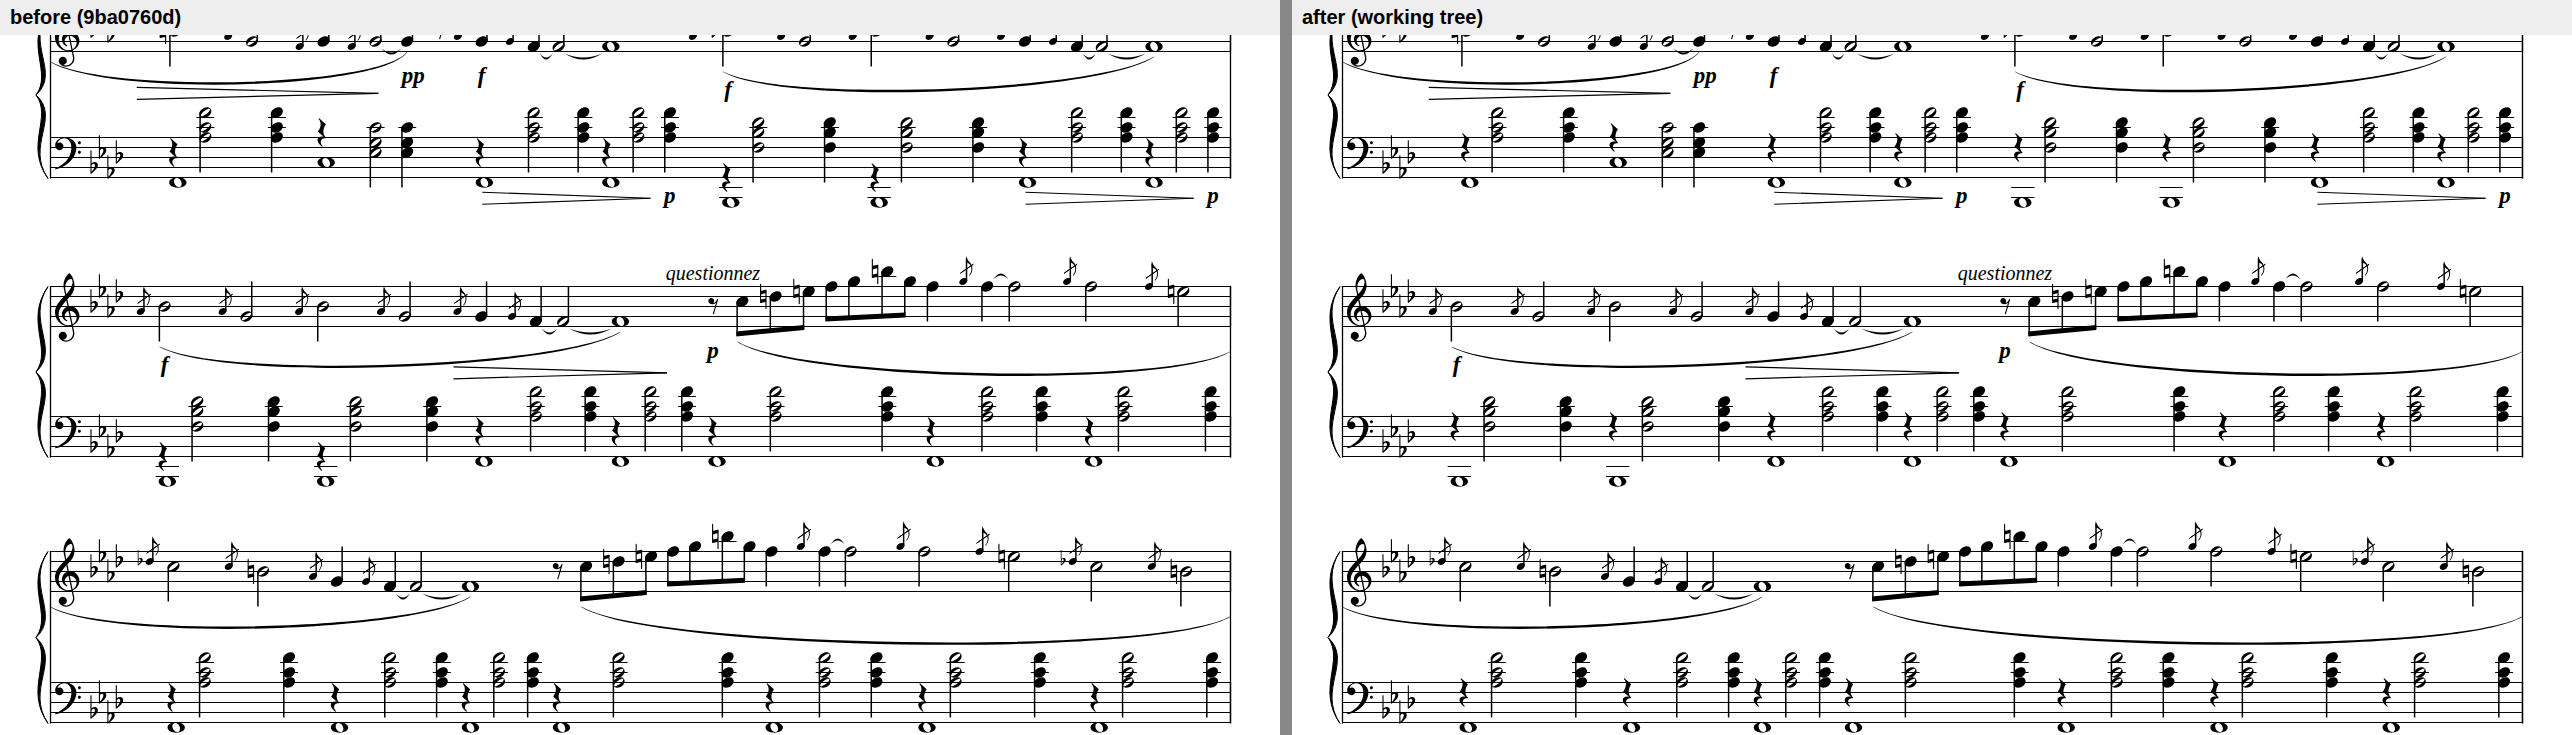 before (9ba0760d)
after (working tree)
pp f
f
p
p
pp f
f
p
p
questionnez
f
p
questionnez
f
p